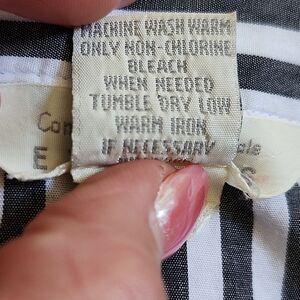 MACHINE WASH WARM
ONLY NON-CHLORINE
BLEACH
WHEN NEEDED
TUMBLE DRY LOW
WARM IRON
IF NECESSARY